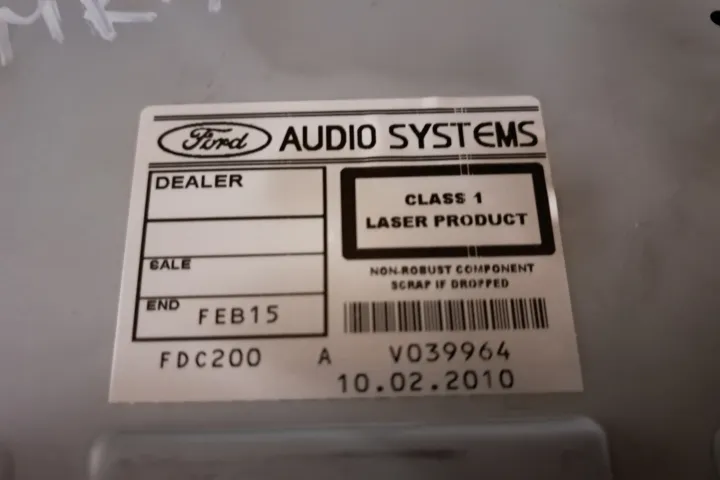 Ford AUDIO SYSTEMS
DEALER
CLASS 1
LASER PRODUCT
SALE
NON-ROBUST COMPONENT
SCRAP IF DROPPED
END FEB15
FDC200 A V039964
10.02.2010